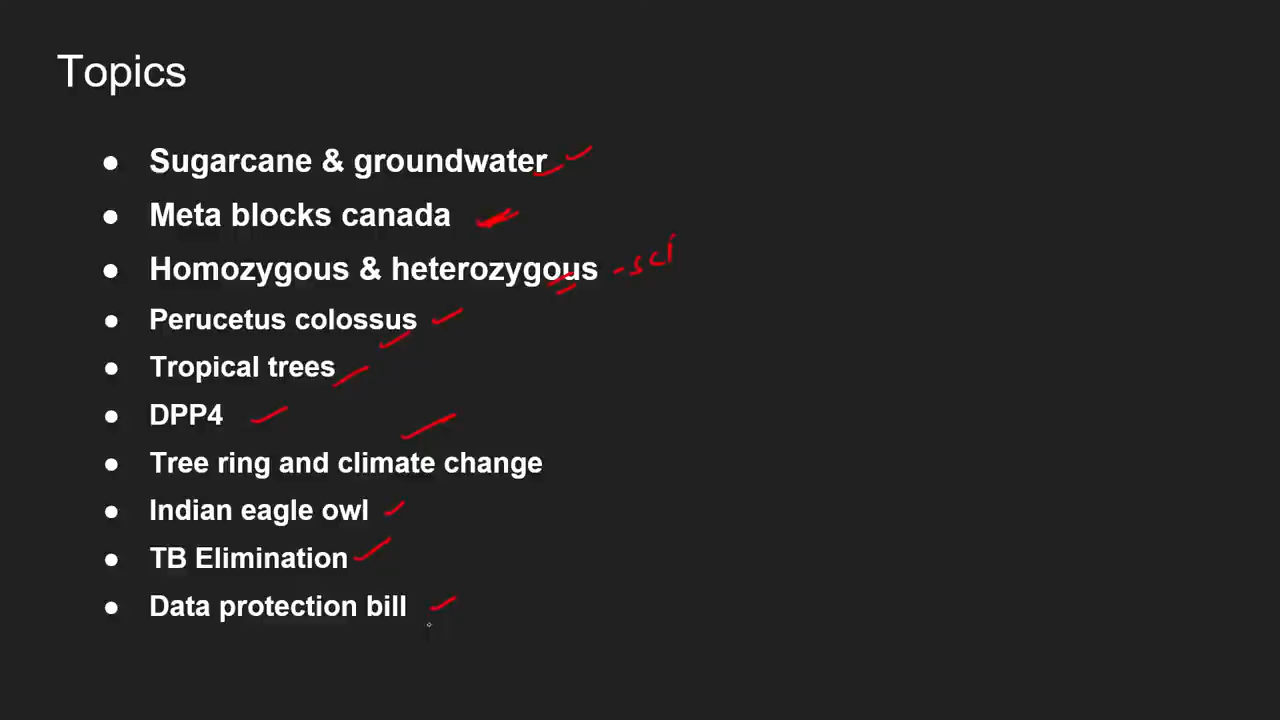 Topics
● Sugarcane & groundwater
● Meta blocks canada
● Homozygous & heterozygous - sci
● Perucetus colossus
● Tropical trees
● DPP4
● Tree ring and climate change
● Indian eagle owl
● TB Elimination
● Data protection bill